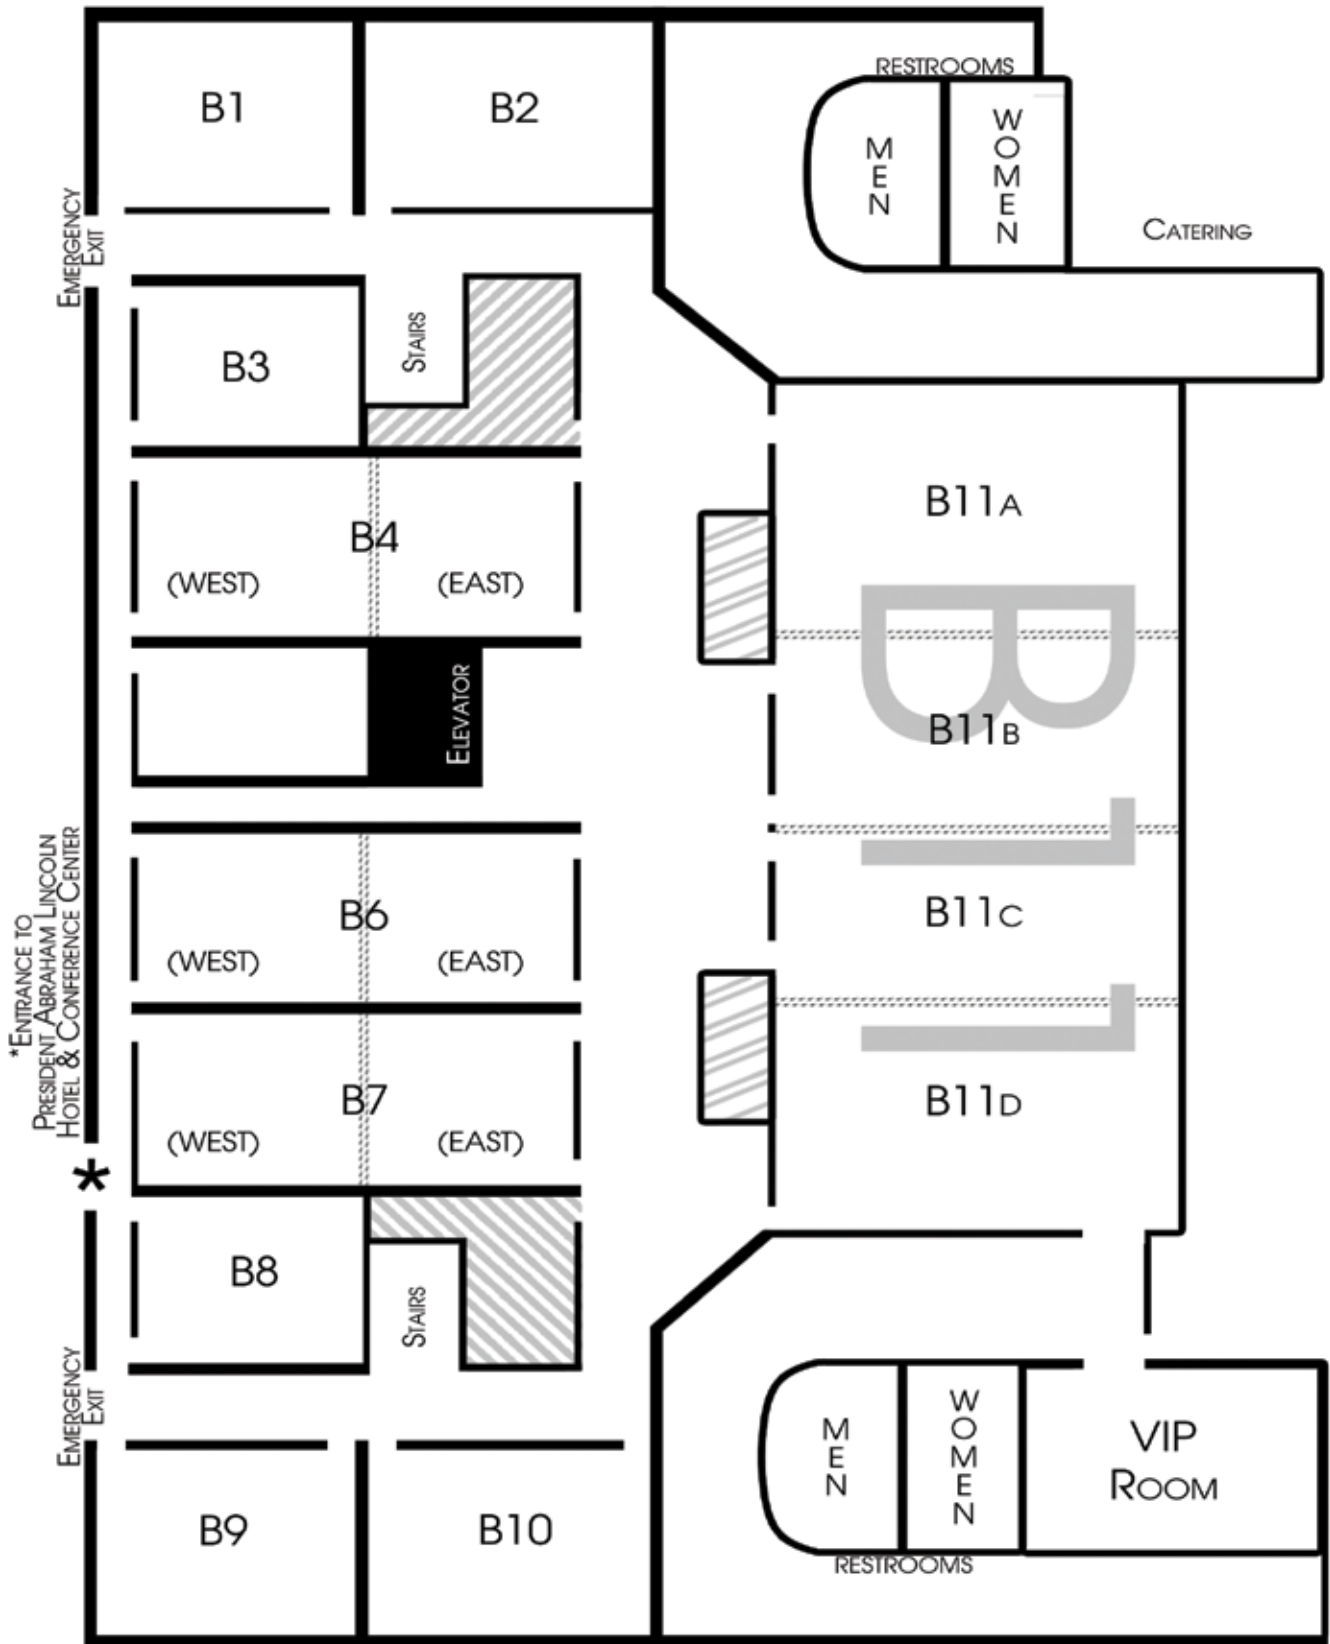 B1
B2
RESTROOMS
MEN
WOMEN
CATERING
EMERGENCY
EXIT
B3
STAIRS
B4
(WEST)
(EAST)
ELEVATOR
B11A
B11B
B11
B11C
B11D
*ENTRANCE TO
PRESIDENT ABRAHAM LINCOLN
HOTEL & CONFERENCE CENTER
*
B6
(WEST)
(EAST)
B7
(WEST)
(EAST)
B8
STAIRS
EMERGENCY
EXIT
B9
B10
MEN
WOMEN
RESTROOMS
VIP
ROOM